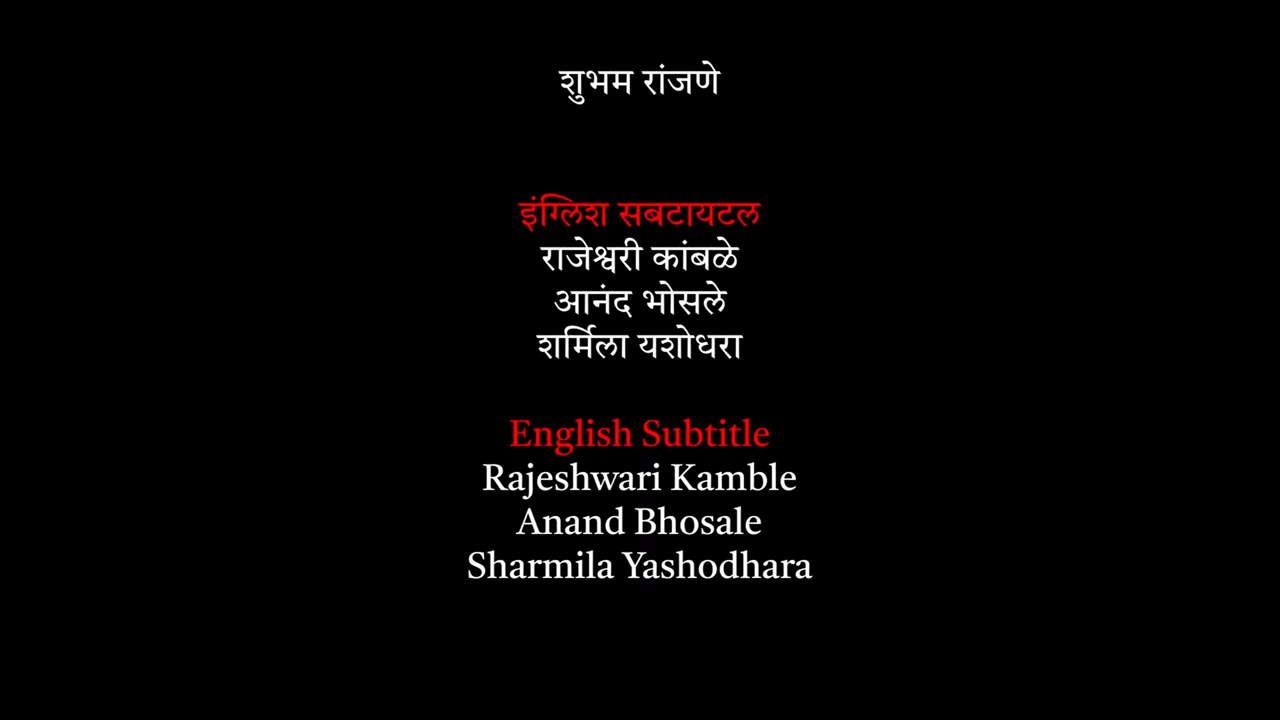 शुभम रांजणे
इंग्लिश सबटायटल
राजेश्वरी कांबळे
आनंद भोसले
शर्मिला यशोधरा
English Subtitle
Rajeshwari Kamble
Anand Bhosale
Sharmila Yashodhara